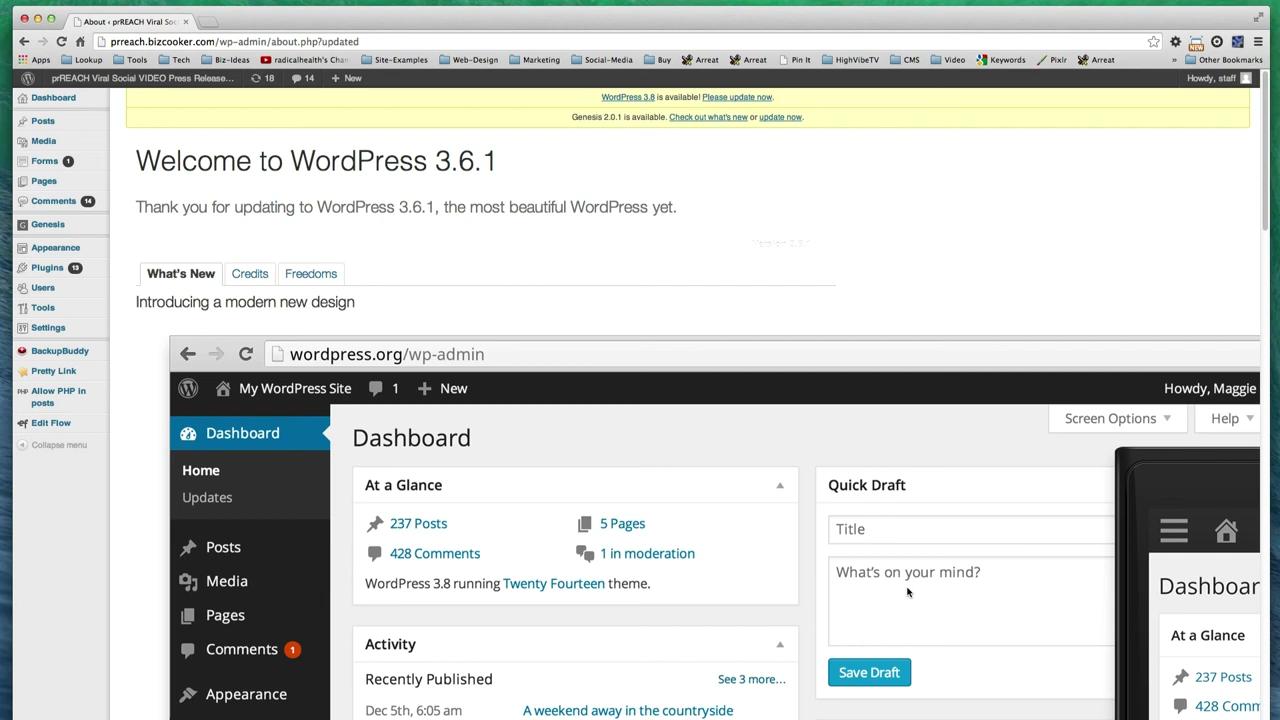 About ‹ prREACH Viral Soc
prreach.bizcooker.com/wp-admin/about.php?updated
Apps Lookup Tools Tech Biz-Ideas radicalhealth's Cha Site-Examples Web-Design Marketing Social-Media Buy Arreat Arreat Pin It HighVibeTV CMS Video Keywords Pixlr Arreat » Other Bookmarks
prREACH Viral Social VIDEO Press Release... 18 14 + New Howdy, staff
Dashboard
Posts
Media
Forms 1
Pages
Comments 14
Genesis
Appearance
Plugins 13
Users
Tools
Settings
BackupBuddy
Pretty Link
PHP Allow PHP in
posts
Edit Flow
Collapse menu
WordPress 3.8 is available! Please update now.
Genesis 2.0.1 is available. Check out what's new or update now.
Welcome to WordPress 3.6.1
Thank you for updating to WordPress 3.6.1, the most beautiful WordPress yet.
What's New Credits Freedoms
Introducing a modern new design
wordpress.org/wp-admin
My WordPress Site 1 + New Howdy, Maggie
Dashboard
Home
Updates
Posts
Media
Pages
Comments 1
Appearance
Screen Options Help
Dashboard
At a Glance
237 Posts 5 Pages
428 Comments 1 in moderation
WordPress 3.8 running Twenty Fourteen theme.
Activity
Recently Published See 3 more...
Dec 5th, 6:05 am A weekend away in the countryside
Quick Draft
Title
What's on your mind?
Save Draft
Dashboar
At a Glance
237 Posts
428 Comm